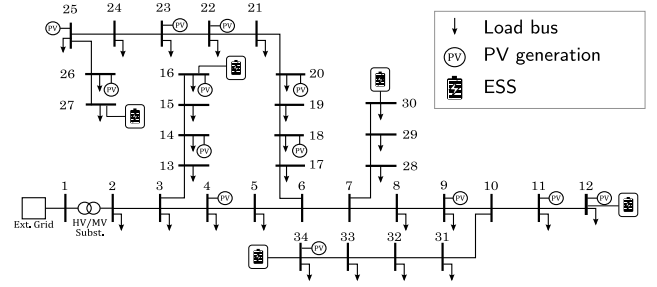 25 24 23 22 21
PV PV PV
Load bus
PV PV generation
ESS
26 16 20 30
PV PV PV
27 15 19 29
14 18
PV PV
13 17 28
1 2 3 4 5 6 7 8 9 10 11 12
PV PV PV
Ext. Grid HV/MV
Subst.
34 33 32 31
PV